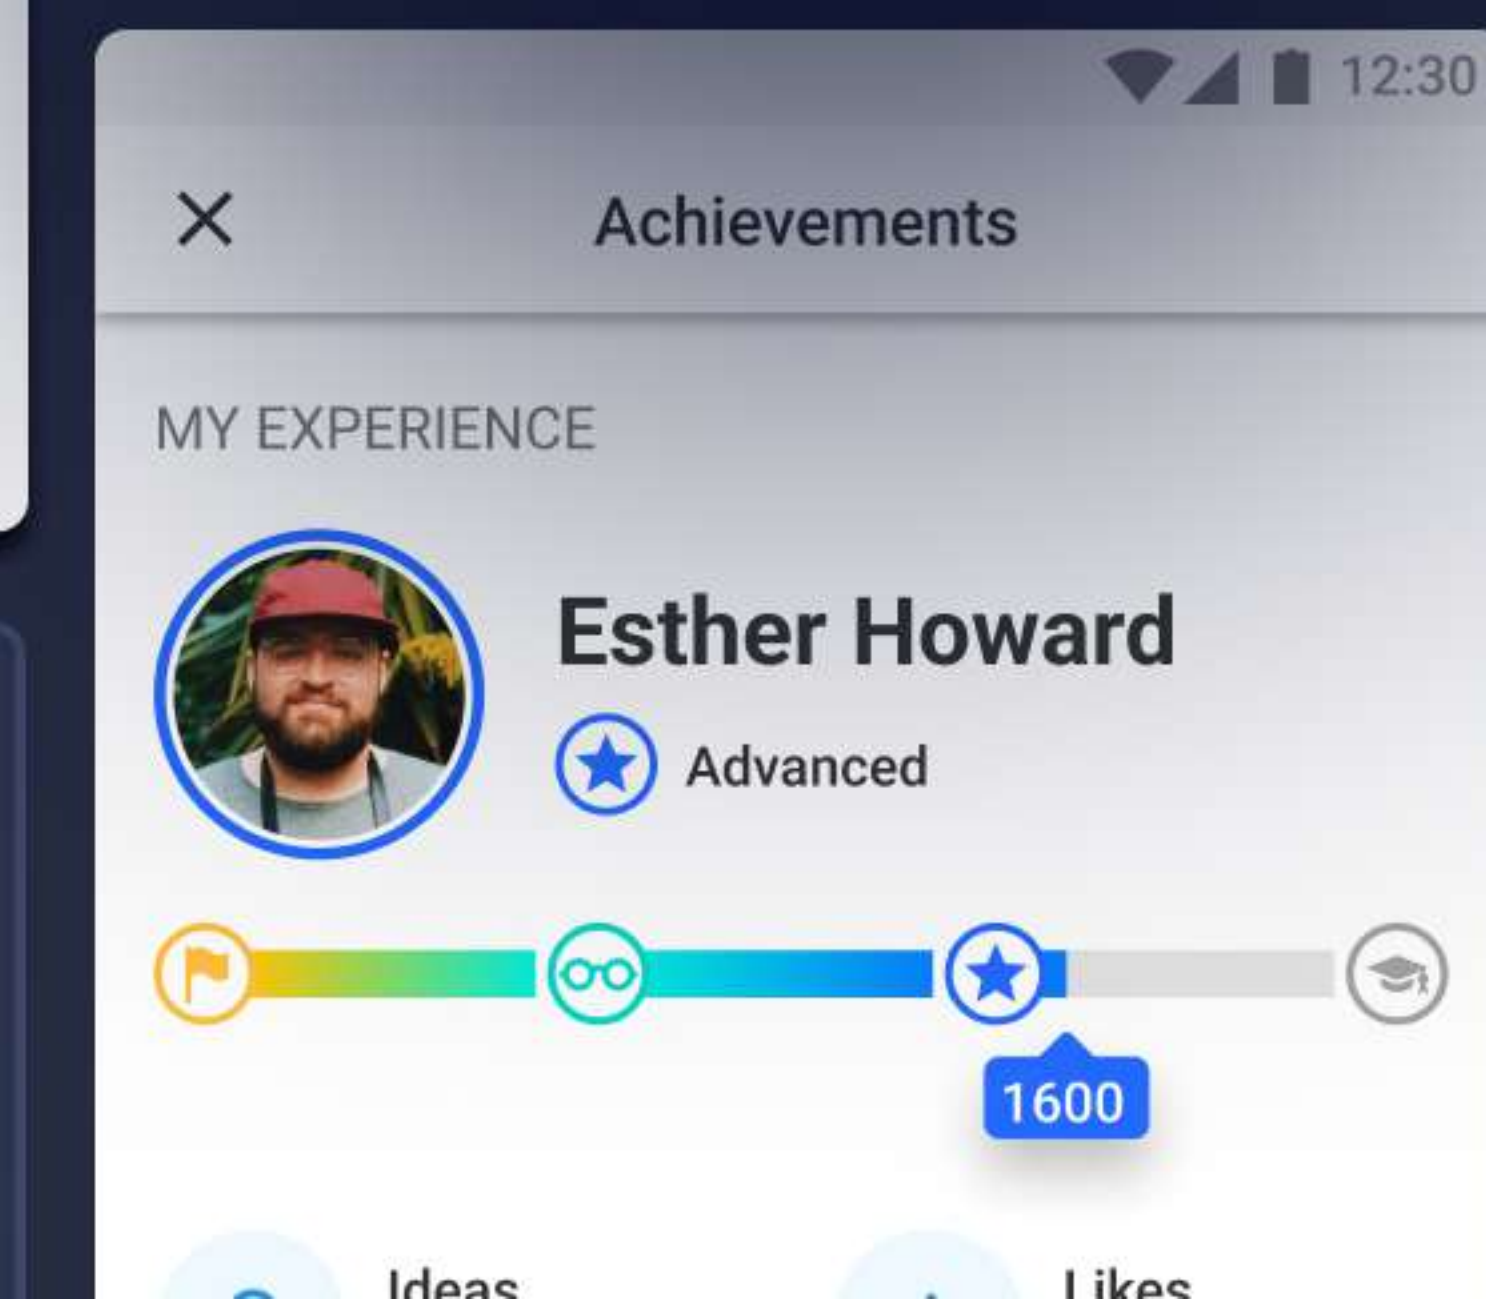 12:30
Achievements
MY EXPERIENCE
Esther Howard
Advanced
1600
Ideas
Likes